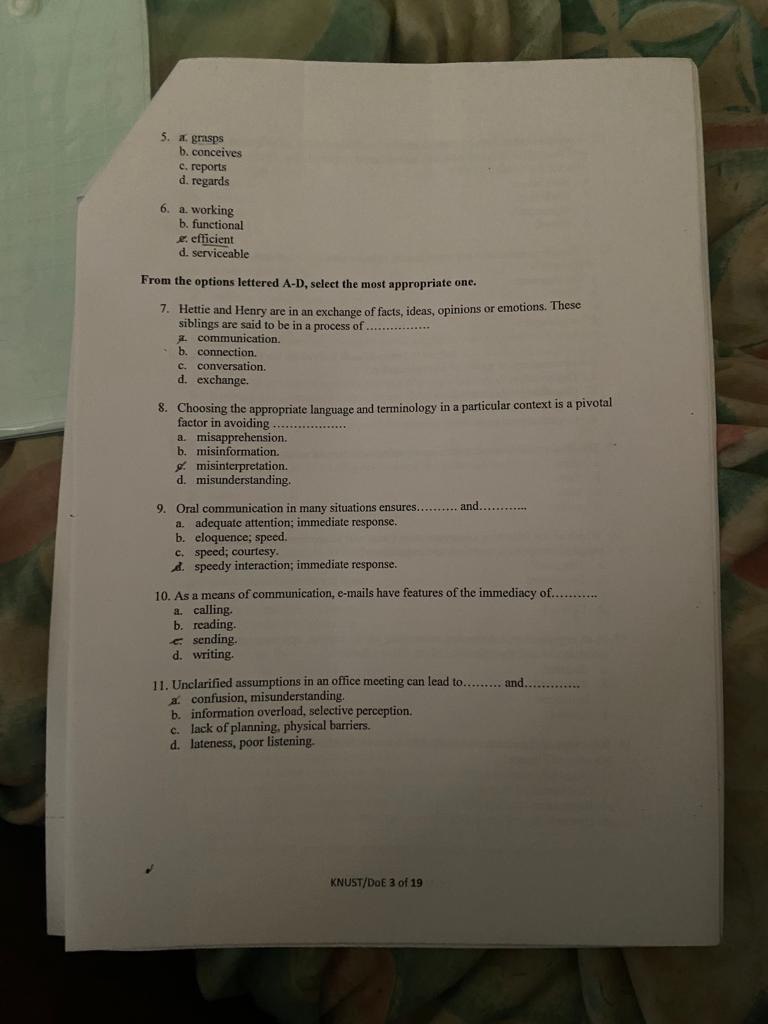 5. a. grasps
b. conceives
c. reports
d. regards
6. a. working
b. functional
c. efficient
d. serviceable
From the options lettered A-D, select the most appropriate one.
7. Hettie and Henry are in an exchange of facts, ideas, opinions or emotions. These
siblings are said to be in a process of ................
a. communication.
b. connection.
c. conversation.
d. exchange.
8. Choosing the appropriate language and terminology in a particular context is a pivotal
factor in avoiding ..................
a. misapprehension.
b. misinformation.
c. misinterpretation.
d. misunderstanding.
9. Oral communication in many situations ensures.......... and............
a. adequate attention; immediate response.
b. eloquence; speed.
c. speed; courtesy.
d. speedy interaction; immediate response.
10. As a means of communication, e-mails have features of the immediacy of...........
a. calling.
b. reading.
c. sending.
d. writing.
11. Unclarified assumptions in an office meeting can lead to......... and.............
a. confusion, misunderstanding.
b. information overload, selective perception.
c. lack of planning, physical barriers.
d. lateness, poor listening.
KNUST/DoE 3 of 19